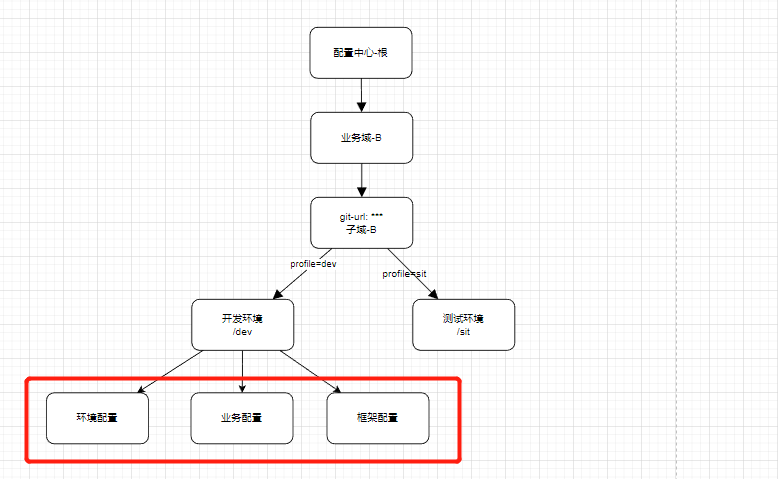 配置中心-根
业务域-B
git-url: ***
子域-B
profile=dev
profile=sit
开发环境
/dev
测试环境
/sit
环境配置
业务配置
框架配置